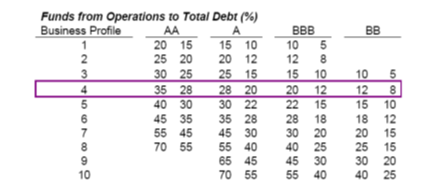 Funds from Operations to Total Debt (%)
Business Profile AA A BBB BB
1 20 15 15 10 10 5
2 25 20 20 12 12 8
3 30 25 25 15 15 10 10 5
4 35 28 28 20 20 12 12 8
5 40 30 30 22 22 15 15 10
6 45 35 35 28 28 18 18 12
7 55 45 45 30 30 20 20 15
8 70 55 55 40 40 25 25 15
9 65 45 45 30 30 20
10 70 55 55 40 40 25